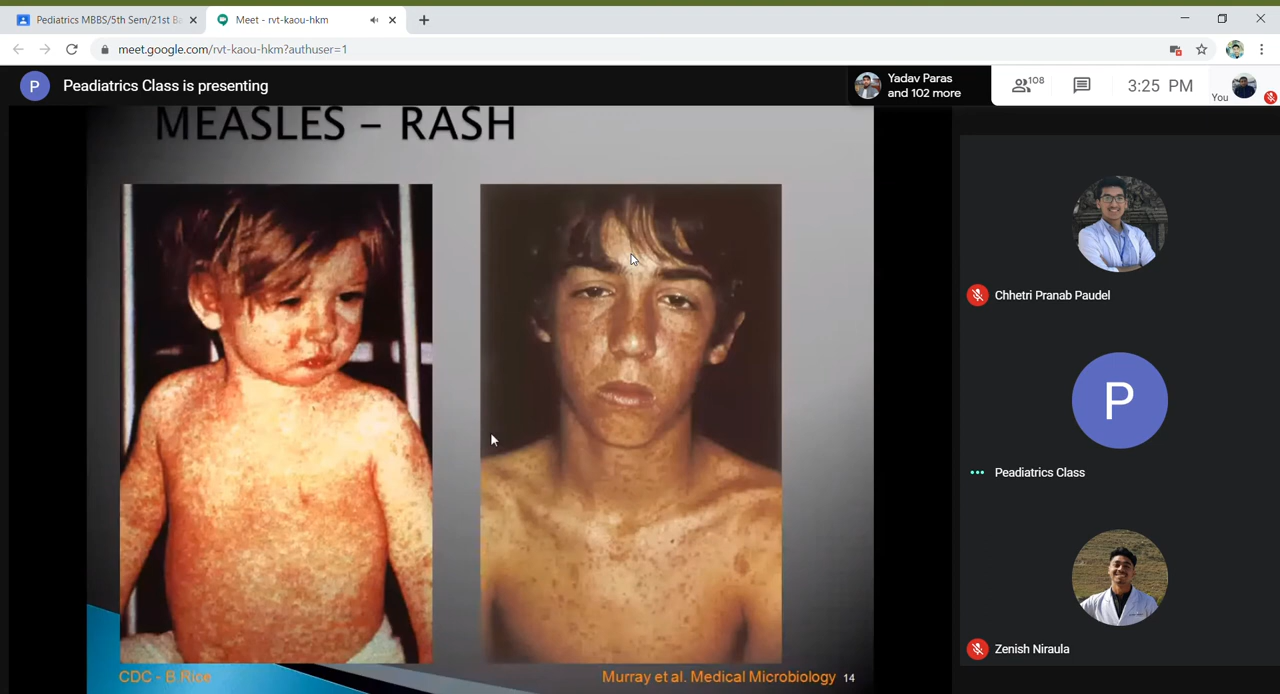 Pediatrics MBBS/5th Sem/21st Ba
Meet - rvt-kaou-hkm
meet.google.com/rvt-kaou-hkm?authuser=1
P
Peadiatrics Class is presenting
Yadav Paras
and 102 more
108
3:25 PM
You
MEASLES – RASH
CDC - B Rice
Murray et al. Medical Microbiology 14
Chhetri Pranab Paudel
P
Peadiatrics Class
Zenish Niraula